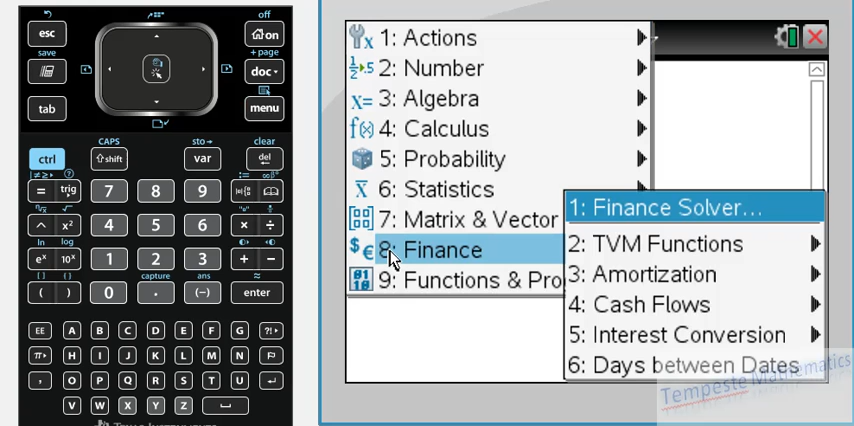 off
esc
on
save
+ page
doc
tab
menu
CAPS
sto→
clear
ctrl
⇧shift
var
del
= trig 7 8 9
^ x² 4 5 6 × ÷
ln log
eˣ 10ˣ 1 2 3 + −
[ ] { } capture ans ≈
( ) 0 . (−) enter
EE A B C D E F G ?!▸
π▸ H I J K L M N
, O P Q R S T U
V W X Y Z
1: Actions
2: Number
3: Algebra
4: Calculus
5: Probability
6: Statistics
7: Matrix & Vector
8: Finance
9: Functions & Pro
1: Finance Solver...
2: TVM Functions
3: Amortization
4: Cash Flows
5: Interest Conversion
6: Days between Dates
Tempeste Mathematics